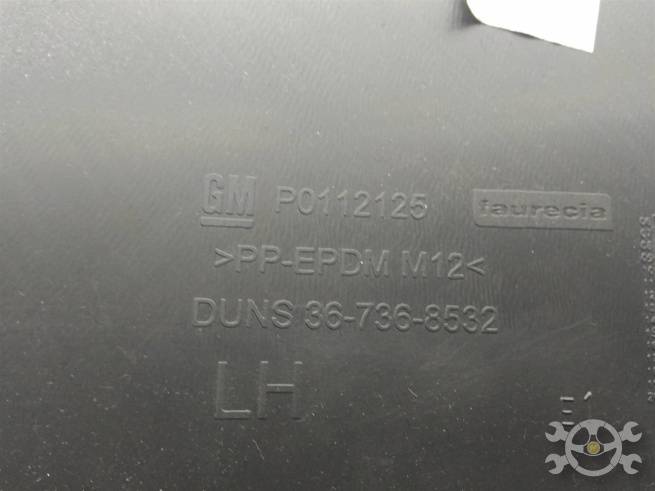 GM P0112125 faurecia
>PP-EPDM M12<
DUNS 36-736-8532
LH